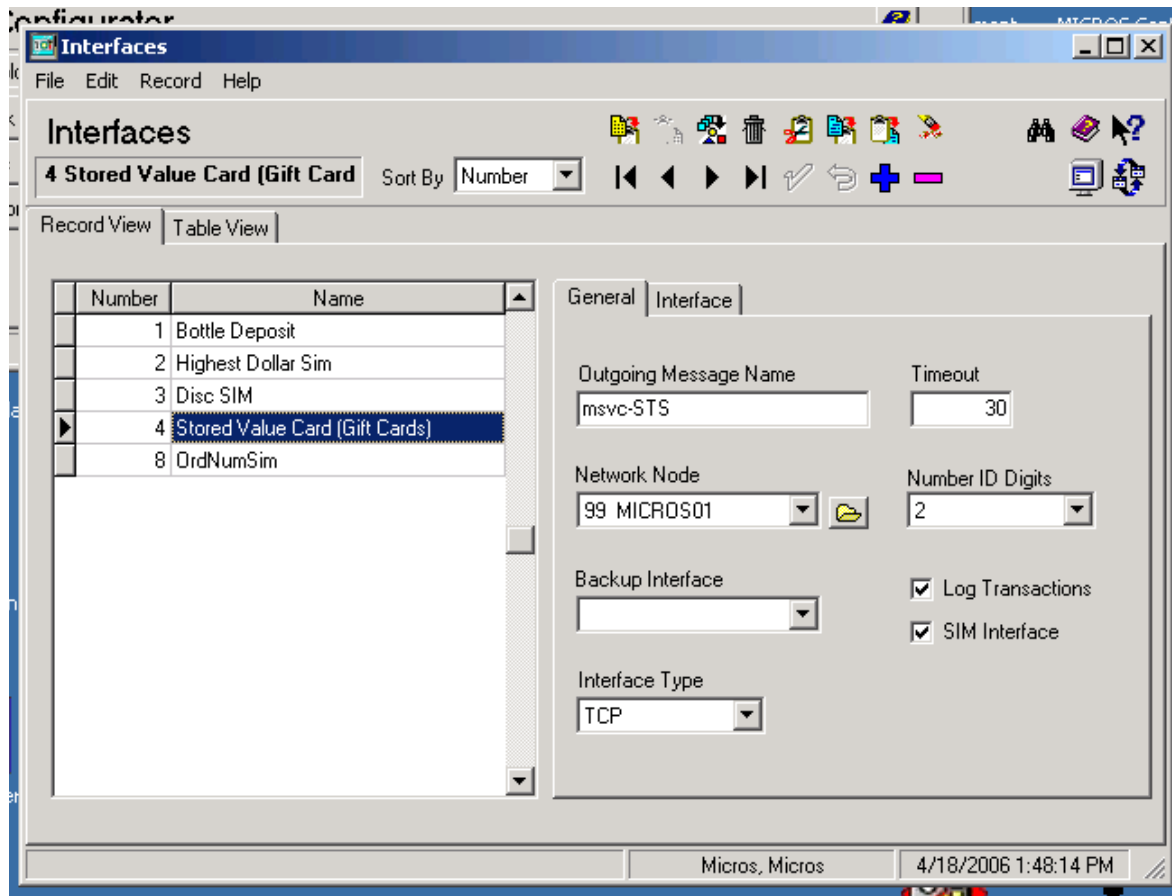 Configurator
Interfaces
File Edit Record Help
Interfaces
4 Stored Value Card (Gift Card
Sort By Number
Record View Table View
Number Name
1 Bottle Deposit
2 Highest Dollar Sim
3 Disc SIM
4 Stored Value Card (Gift Cards)
8 OrdNumSim
General Interface
Outgoing Message Name Timeout
msvc-STS 30
Network Node Number ID Digits
99 MICROS01 2
Backup Interface
Log Transactions
SIM Interface
Interface Type
TCP
Micros, Micros 4/18/2006 1:48:14 PM